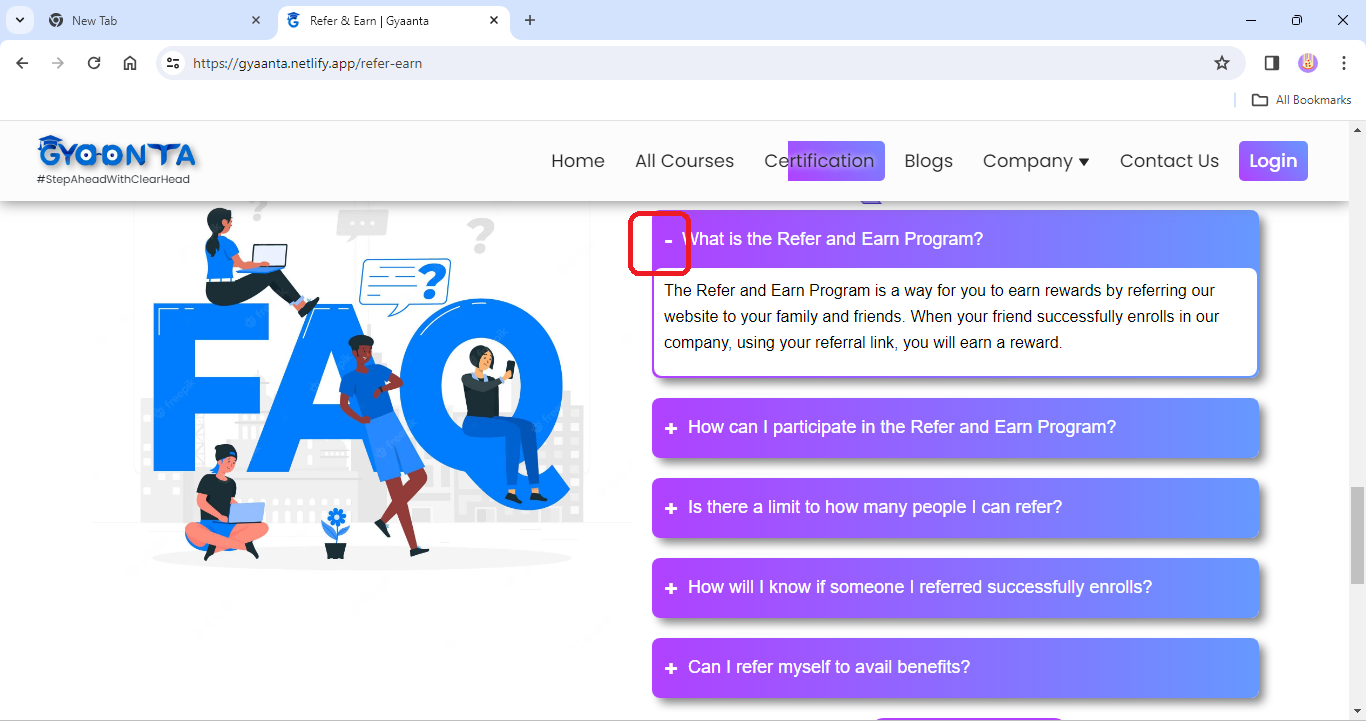 New Tab
Refer & Earn | Gyaanta
https://gyaanta.netlify.app/refer-earn
All Bookmarks
GYAANTA
#StepAheadWithClearHead
Home
All Courses
Certification
Blogs
Company
Contact Us
Login
- What is the Refer and Earn Program?
The Refer and Earn Program is a way for you to earn rewards by referring our
website to your family and friends. When your friend successfully enrolls in our
company, using your referral link, you will earn a reward.
+ How can I participate in the Refer and Earn Program?
+ Is there a limit to how many people I can refer?
+ How will I know if someone I referred successfully enrolls?
+ Can I refer myself to avail benefits?
? ? ?
FAQ